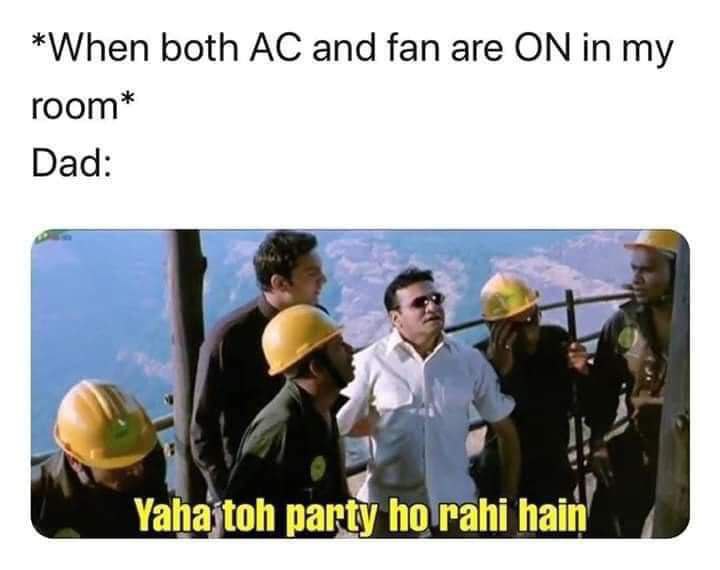 *When both AC and fan are ON in my
room*
Dad:
Yaha toh party ho rahi hain